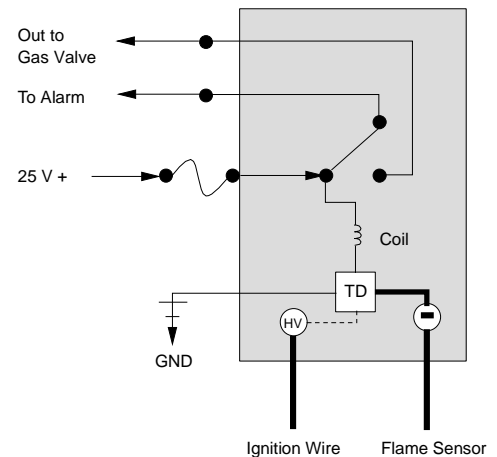 Out to
Gas Valve
To Alarm
25 V +
Coil
TD
HV
GND
Ignition Wire
Flame Sensor